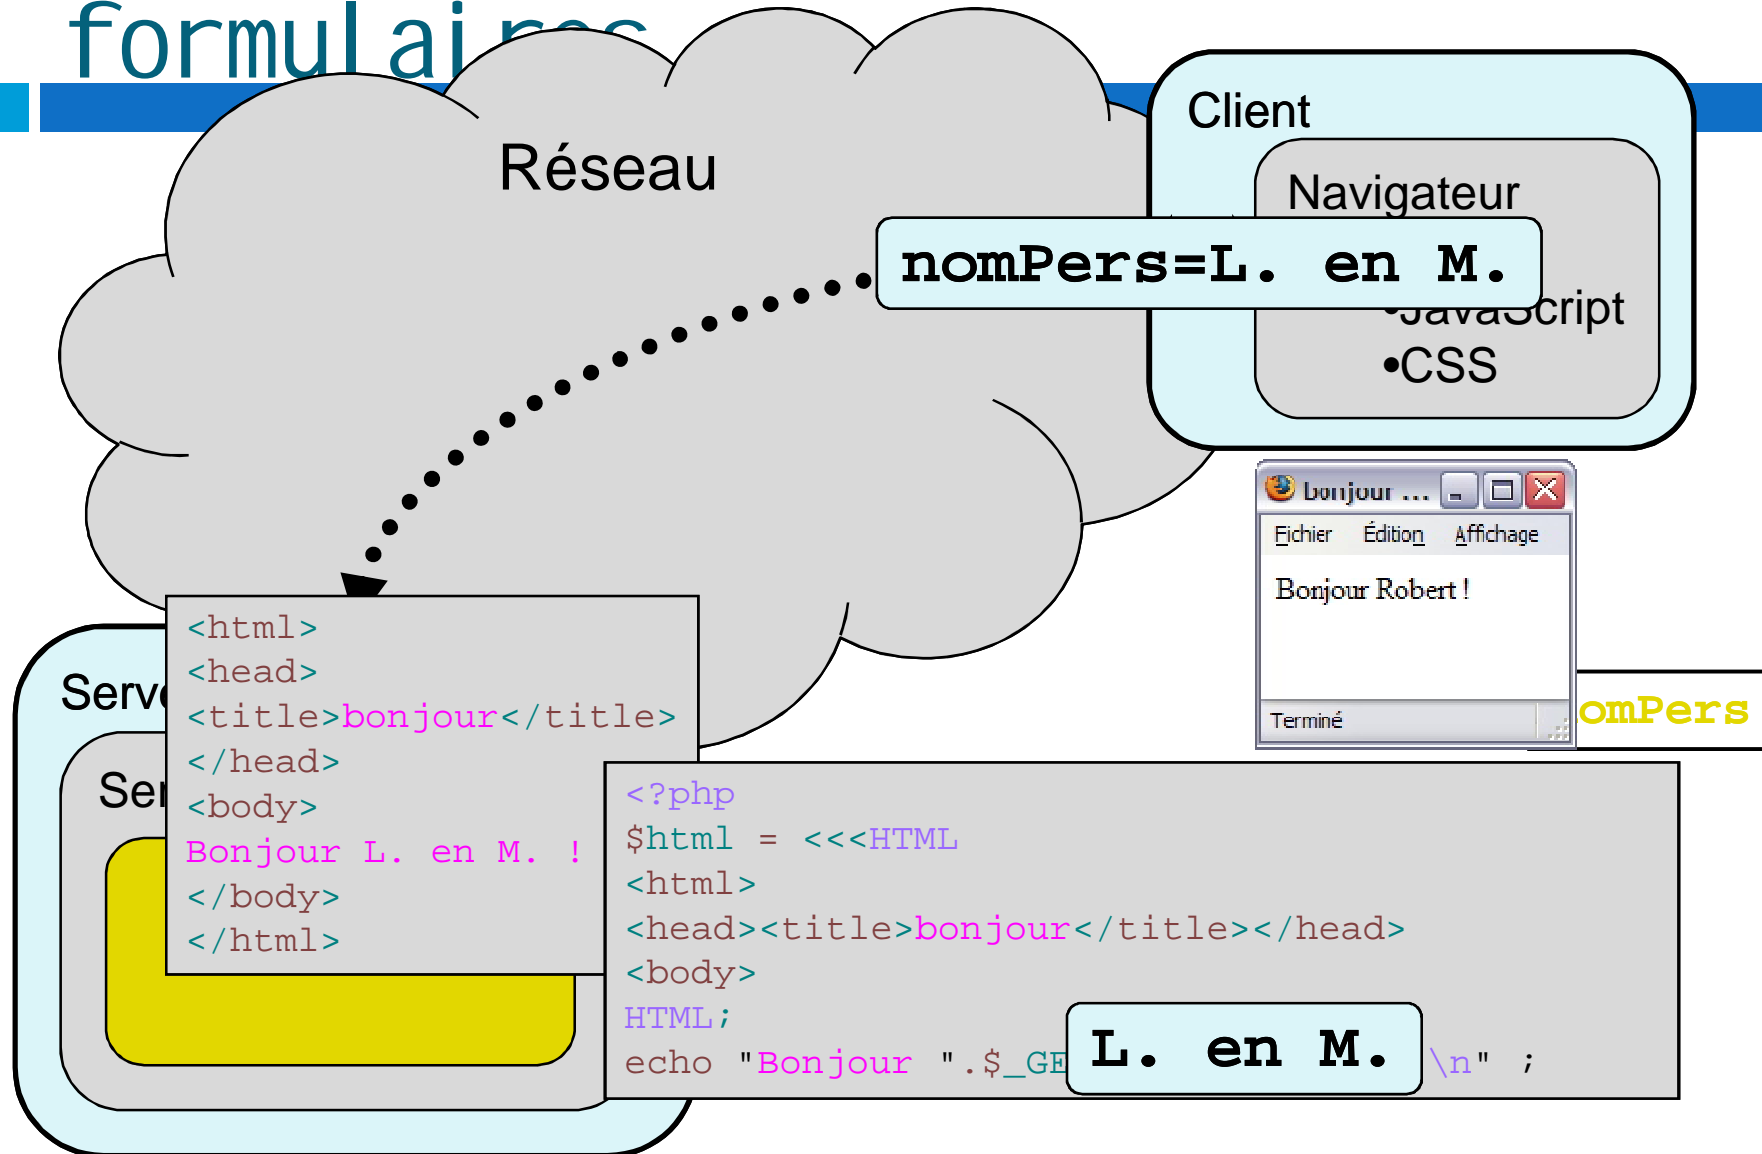 formulaires
Réseau
Client
Navigateur
nomPers=L. en M.
•JavaScript
•CSS
bonjour ...
Fichier Édition Affichage
Bonjour Robert !
Terminé
omPers
Serv
Ser
<html>
<head>
<title>bonjour</title>
</head>
<body>
Bonjour L. en M. !
</body>
</html>
<?php
$html = <<<HTML
<html>
<head><title>bonjour</title></head>
<body>
HTML;
echo "Bonjour ".$_GE L. en M. \n" ;